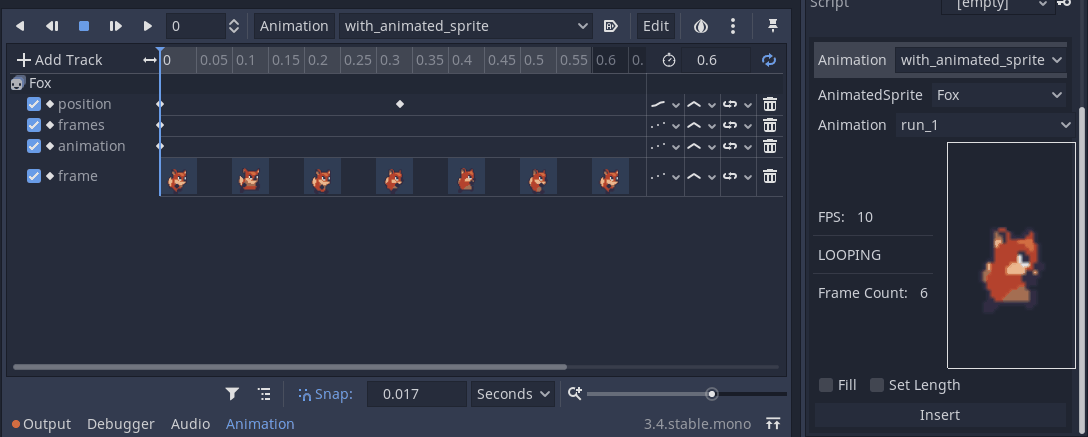 Script [empty]
0 Animation with_animated_sprite Edit
Add Track 0 0.05 0.1 0.15 0.2 0.25 0.3 0.35 0.4 0.45 0.5 0.55 0.6 0. 0.6
Fox
position
frames
animation
frame
Snap: 0.017 Seconds
Output Debugger Audio Animation 3.4.stable.mono
Animation with_animated_sprite
AnimatedSprite Fox
Animation run_1
FPS: 10
LOOPING
Frame Count: 6
Fill Set Length
Insert